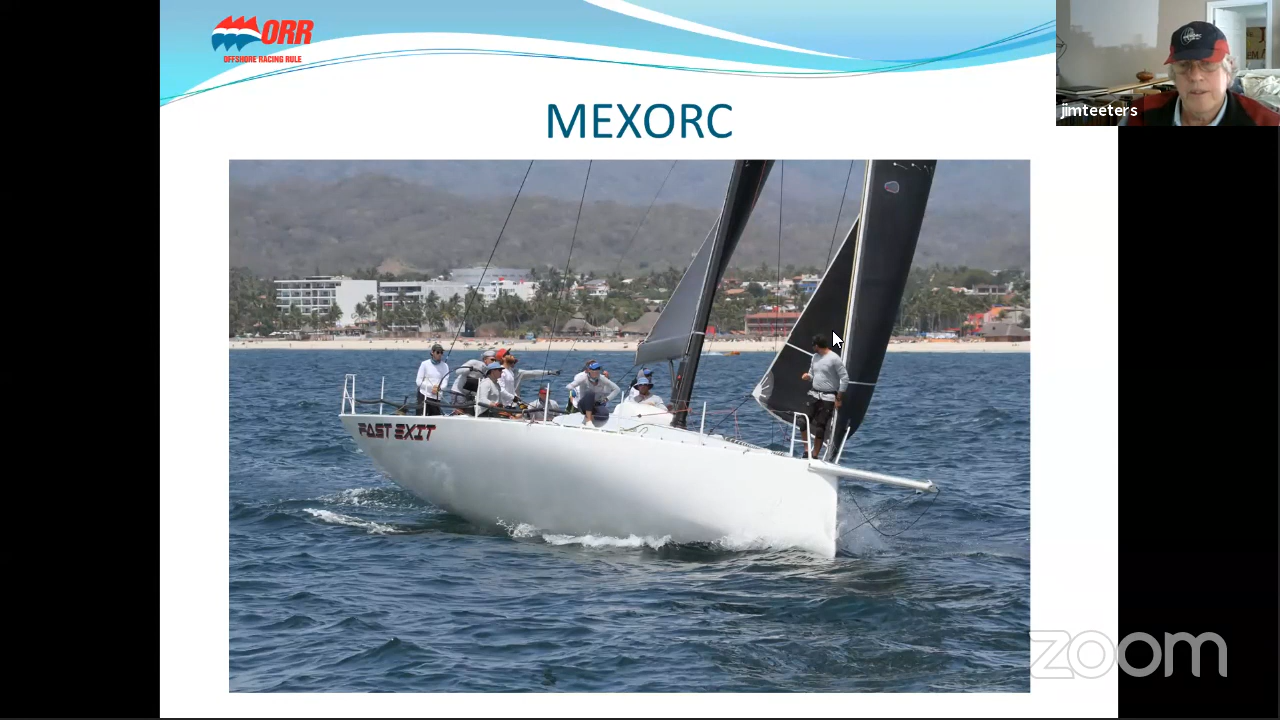 ORR
OFFSHORE RACING RULE
jimteeters
MEXORC
FAST EXIT
zoom